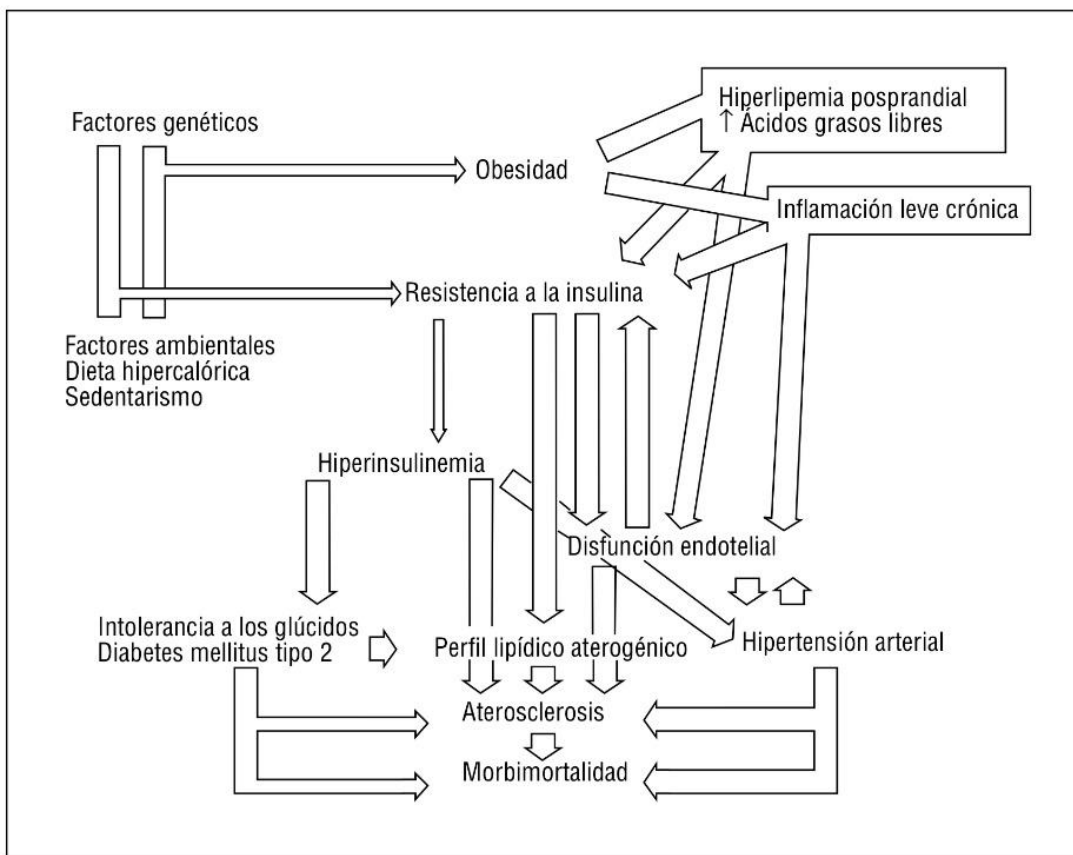 Hiperlipemia posprandial
↑ Ácidos grasos libres
Factores genéticos
Obesidad
Inflamación leve crónica
Resistencia a la insulina
Factores ambientales
Dieta hipercalórica
Sedentarismo
Hiperinsulinemia
Disfunción endotelial
Intolerancia a los glúcidos
Diabetes mellitus tipo 2
Perfil lipídico aterogénico
Hipertensión arterial
Aterosclerosis
Morbimortalidad